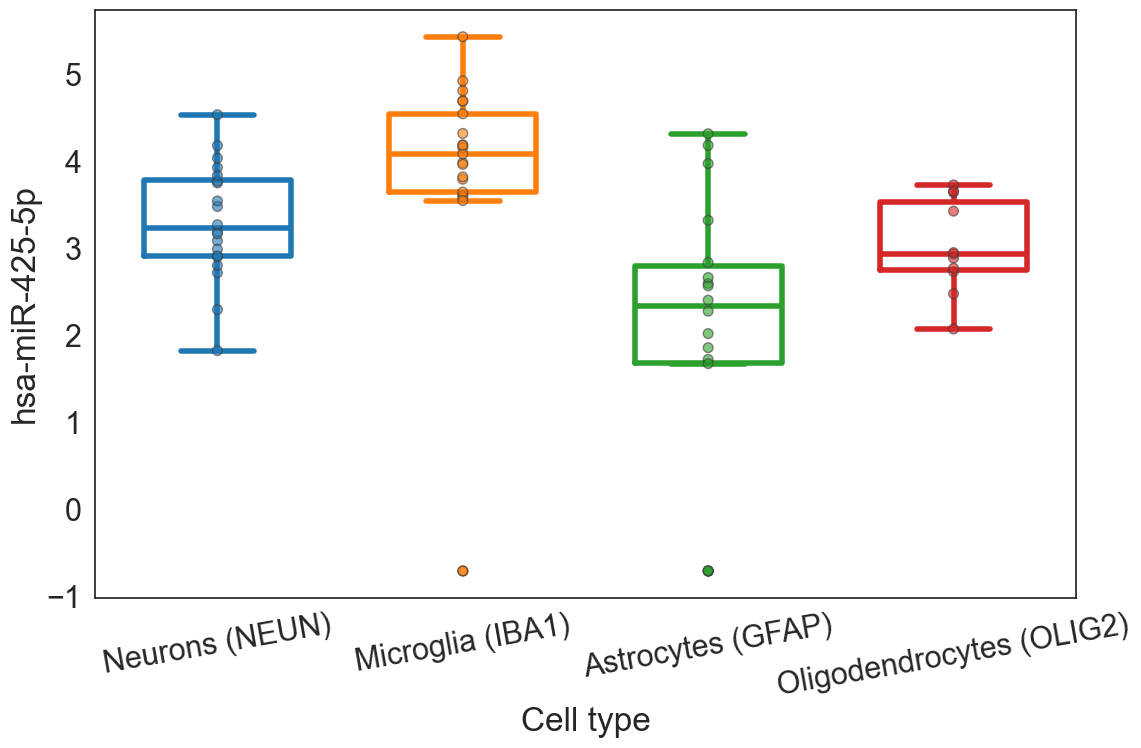 hsa-miR-425-5p
5
4
3
2
1
0
−1
Neurons (NEUN)
Microglia (IBA1)
Astrocytes (GFAP)
Oligodendrocytes (OLIG2)
Cell type